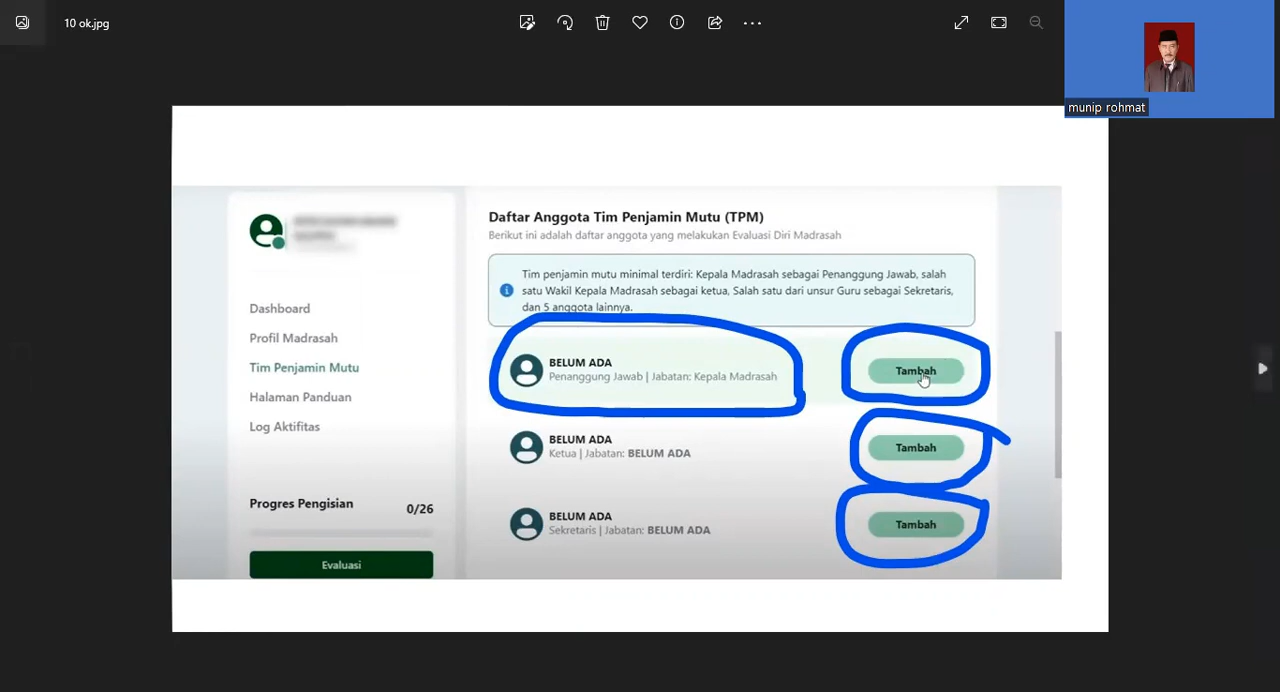 10 ok.jpg
munip rohmat
Daftar Anggota Tim Penjamin Mutu (TPM)
Berikut ini adalah daftar anggota yang melakukan Evaluasi Diri Madrasah
Tim penjamin mutu minimal terdiri: Kepala Madrasah sebagai Penanggung Jawab, salah
satu Wakil Kepala Madrasah sebagai ketua, Salah satu dari unsur Guru sebagai Sekretaris,
dan 5 anggota lainnya.
Dashboard
Profil Madrasah
Tim Penjamin Mutu
Halaman Panduan
Log Aktifitas
Progres Pengisian 0/26
Evaluasi
BELUM ADA
Penanggung Jawab | Jabatan: Kepala Madrasah
Tambah
BELUM ADA
Ketua | Jabatan: BELUM ADA
Tambah
BELUM ADA
Sekretaris | Jabatan: BELUM ADA
Tambah